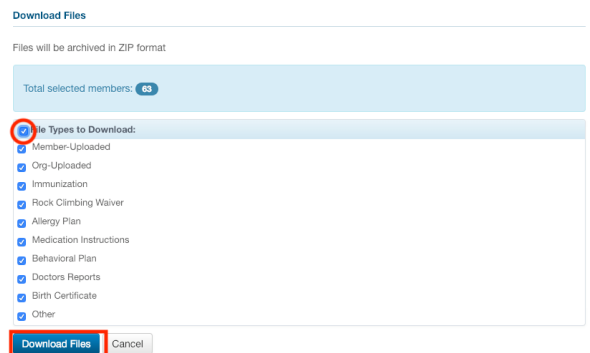 Download Files
Files will be archived in ZIP format
Total selected members: 63
File Types to Download:
Member-Uploaded
Org-Uploaded
Immunization
Rock Climbing Waiver
Allergy Plan
Medication Instructions
Behavioral Plan
Doctors Reports
Birth Certificate
Other
Download Files Cancel